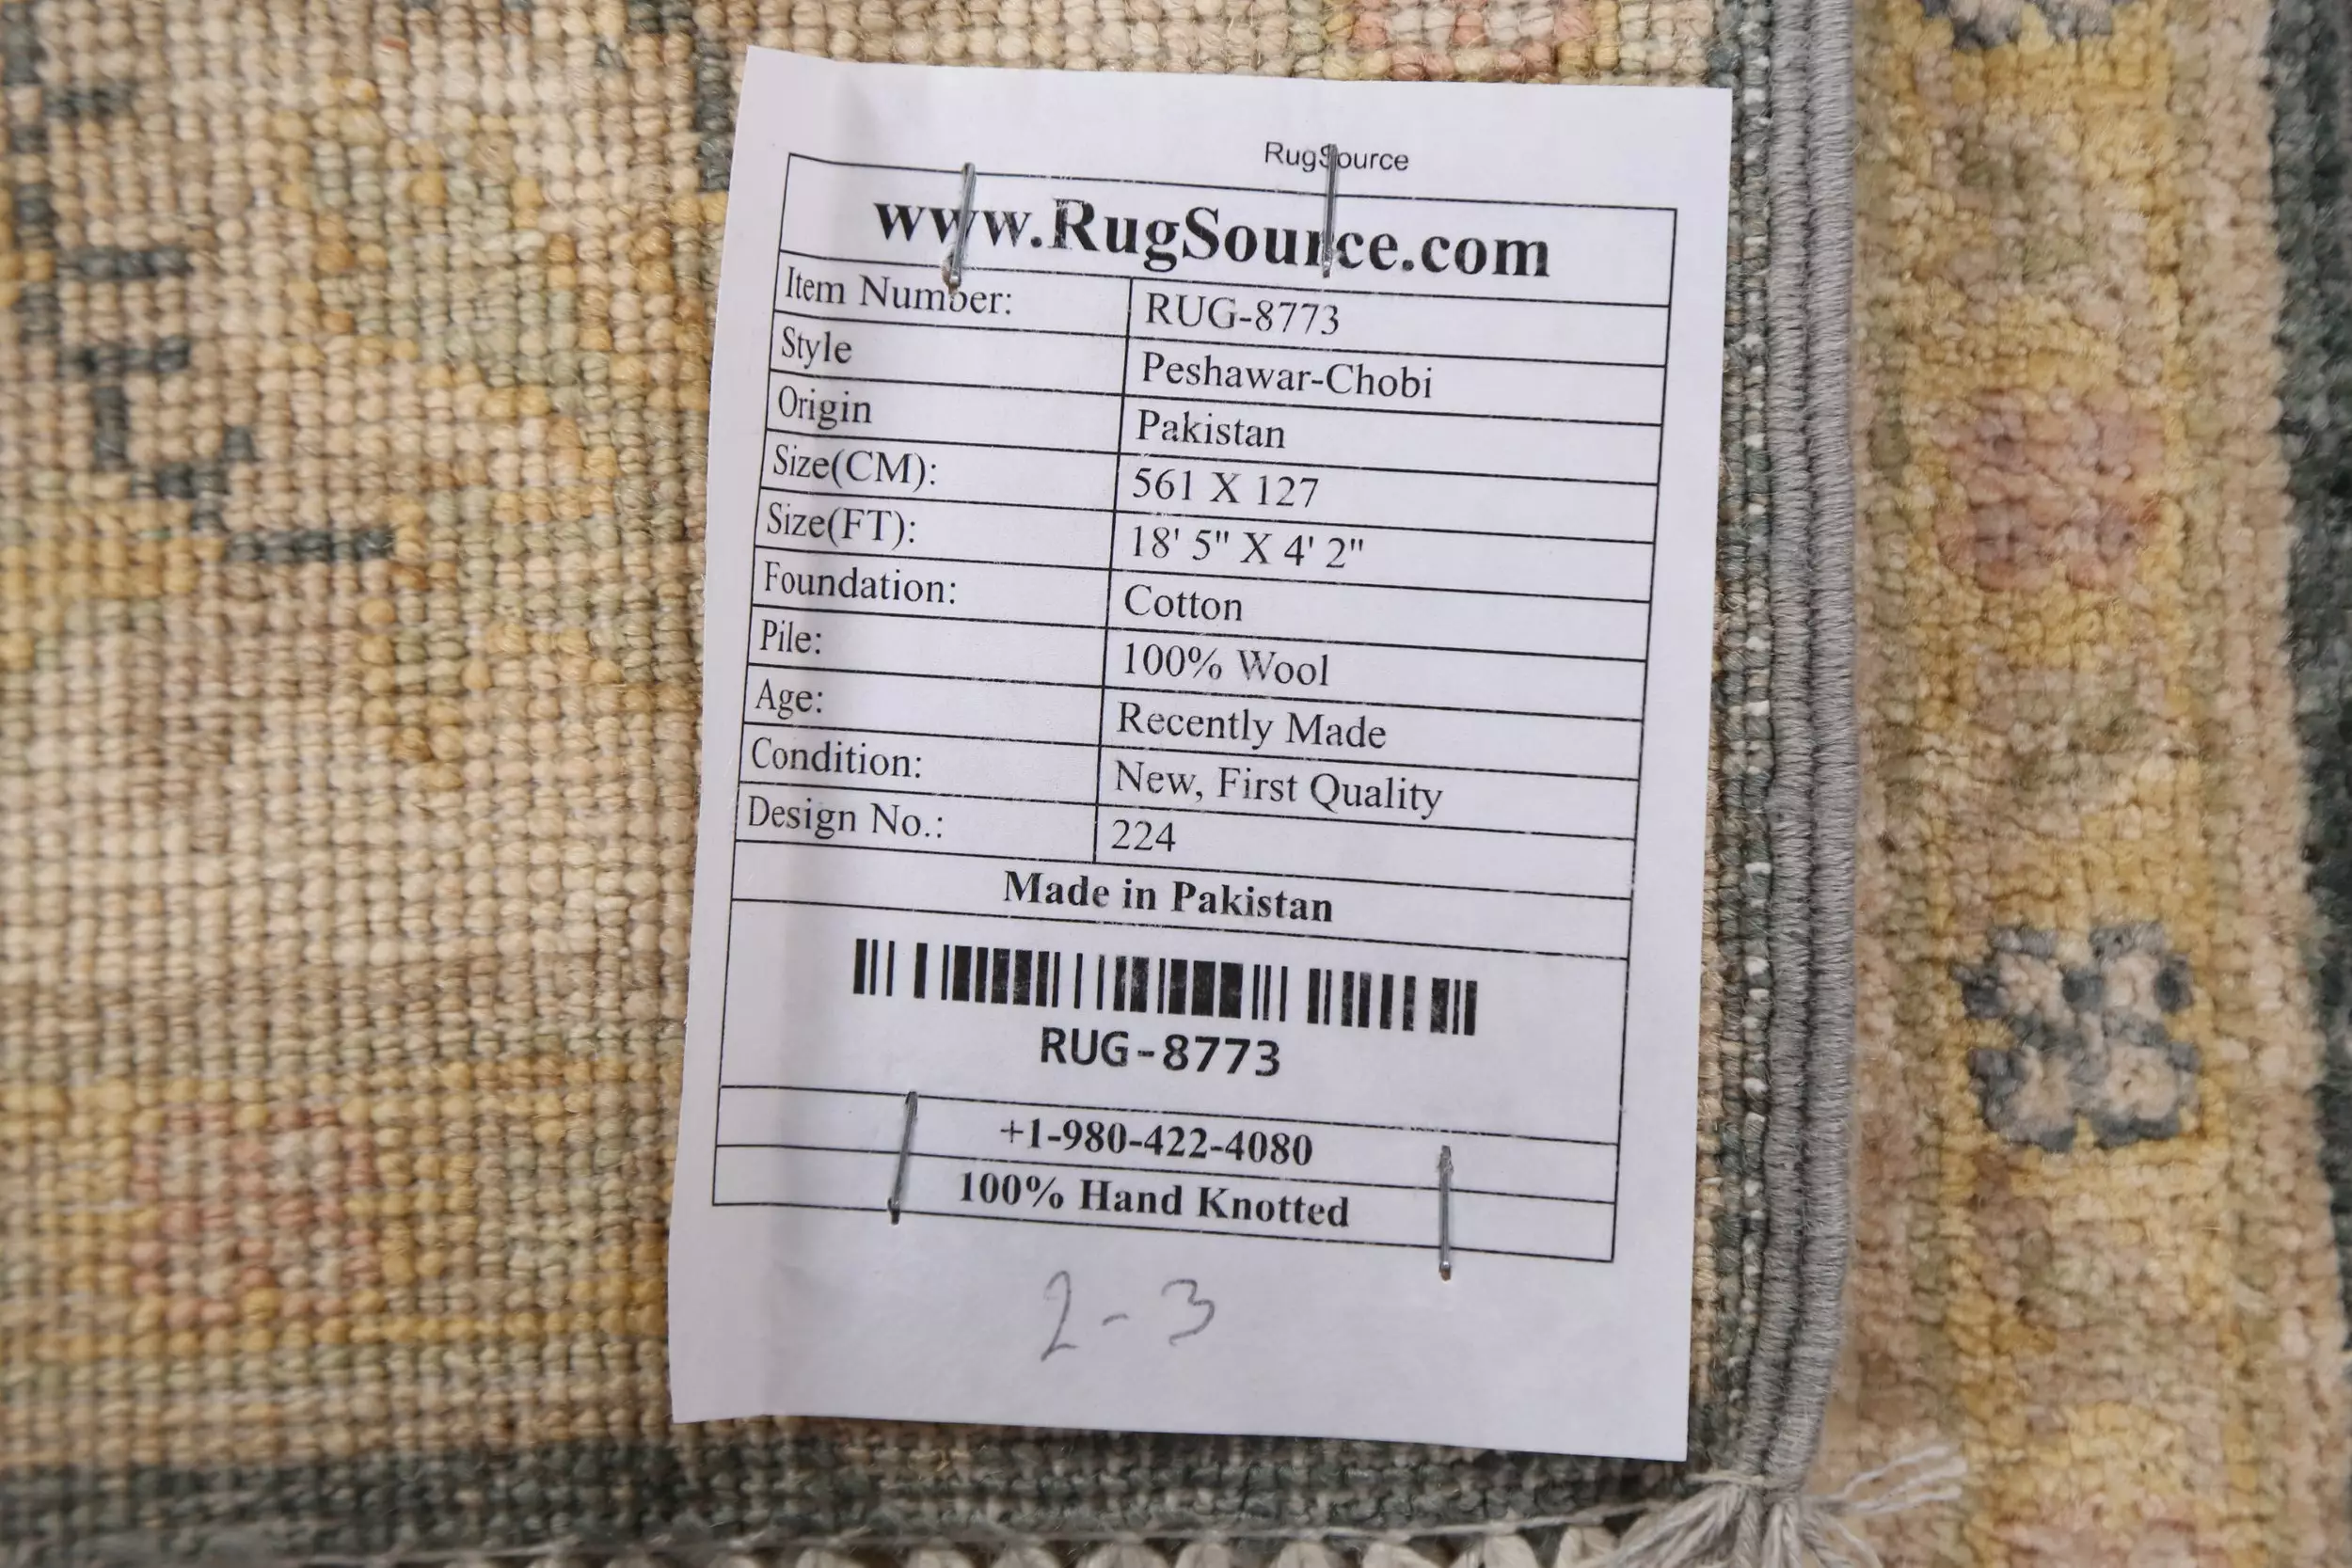 RugSource
www.RugSource.com
Item Number: RUG-8773
Style Peshawar-Chobi
Origin Pakistan
Size(CM): 561 X 127
Size(FT): 18' 5" X 4' 2"
Foundation: Cotton
Pile: 100% Wool
Age: Recently Made
Condition: New, First Quality
Design No.: 224
Made in Pakistan
RUG-8773
+1-980-422-4080
100% Hand Knotted
2-3